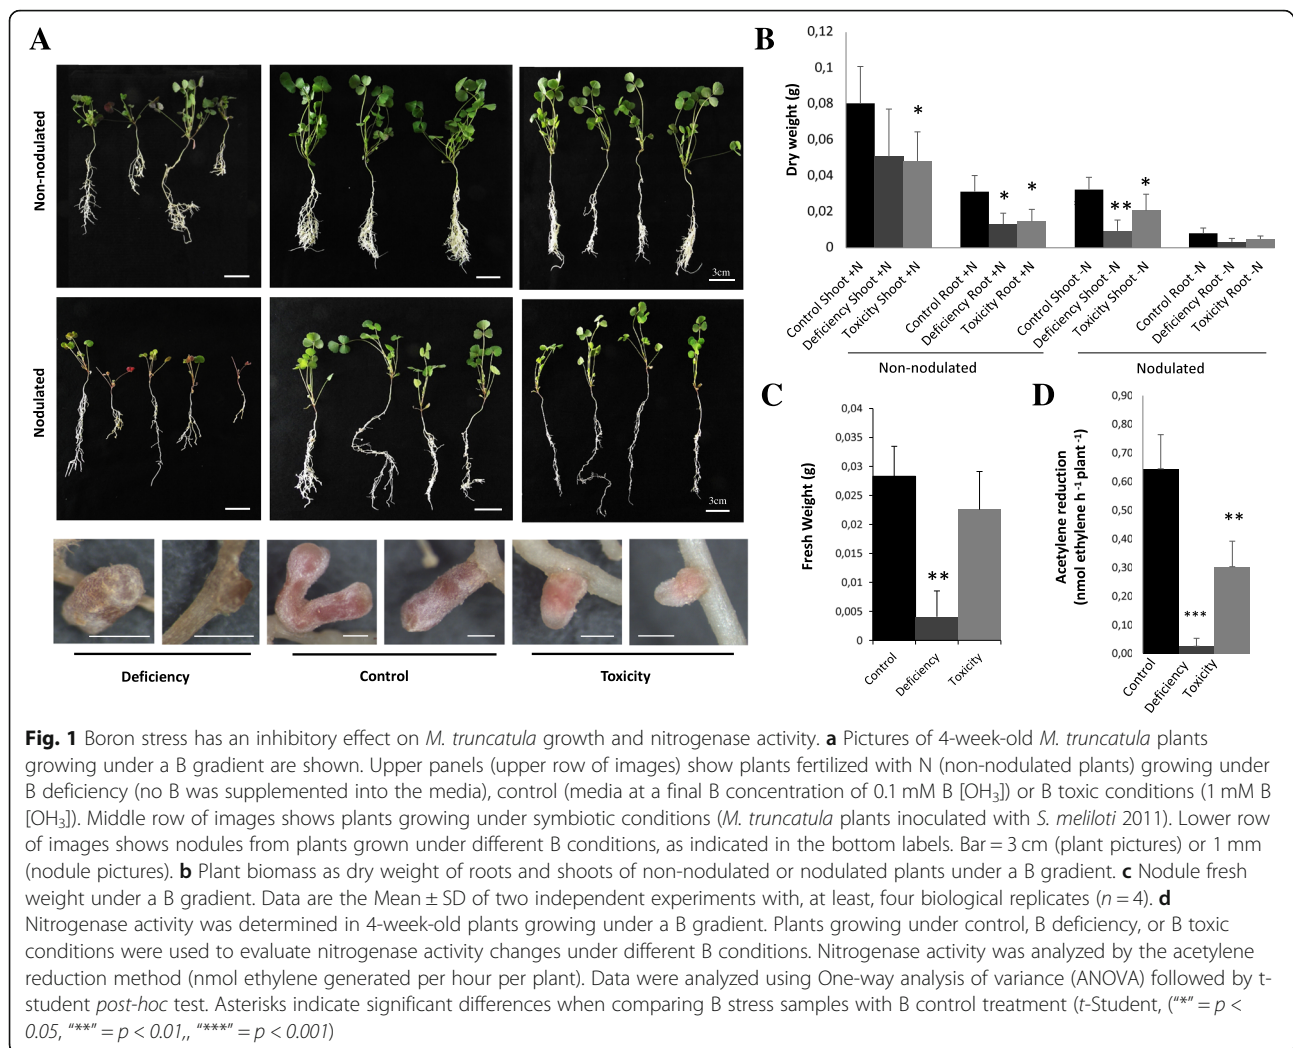 A
Non-nodulated
3cm
Nodulated
3cm
Deficiency
Control
Toxicity
B
Dry weight (g)
0,12
0,1
0,08
0,06
0,04
0,02
0
*
*
*
**
*
Control Shoot +N
Deficiency Shoot +N
Toxicity Shoot +N
Control Root +N
Deficiency Root +N
Toxicity Root +N
Control Shoot -N
Deficiency Shoot -N
Toxicity Shoot -N
Control Root -N
Deficiency Root -N
Toxicity Root -N
Non-nodulated
Nodulated
C
Fresh Weight (g)
0,04
0,035
0,03
0,025
0,02
0,015
0,01
0,005
0
**
Control
Deficiency
Toxicity
D
Acetylene reduction
(nmol ethylene h⁻¹ plant⁻¹)
0,90
0,80
0,70
0,60
0,50
0,40
0,30
0,20
0,10
0,00
***
**
Control
Deficiency
Toxicity
Fig. 1 Boron stress has an inhibitory effect on M. truncatula growth and nitrogenase activity. a Pictures of 4-week-old M. truncatula plants
growing under a B gradient are shown. Upper panels (upper row of images) show plants fertilized with N (non-nodulated plants) growing under
B deficiency (no B was supplemented into the media), control (media at a final B concentration of 0.1 mM B [OH₃]) or B toxic conditions (1 mM B
[OH₃]). Middle row of images shows plants growing under symbiotic conditions (M. truncatula plants inoculated with S. meliloti 2011). Lower row
of images shows nodules from plants grown under different B conditions, as indicated in the bottom labels. Bar = 3 cm (plant pictures) or 1 mm
(nodule pictures). b Plant biomass as dry weight of roots and shoots of non-nodulated or nodulated plants under a B gradient. c Nodule fresh
weight under a B gradient. Data are the Mean ± SD of two independent experiments with, at least, four biological replicates (n = 4). d
Nitrogenase activity was determined in 4-week-old plants growing under a B gradient. Plants growing under control, B deficiency, or B toxic
conditions were used to evaluate nitrogenase activity changes under different B conditions. Nitrogenase activity was analyzed by the acetylene
reduction method (nmol ethylene generated per hour per plant). Data were analyzed using One-way analysis of variance (ANOVA) followed by t-
student post-hoc test. Asterisks indicate significant differences when comparing B stress samples with B control treatment (t-Student, (“*” = p <
0.05, “**” = p < 0.01,, “***” = p < 0.001)